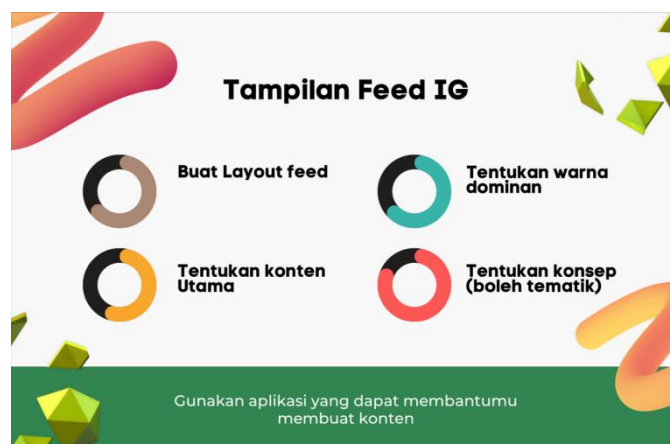 Tampilan Feed IG
Buat Layout feed
Tentukan warna
dominan
Tentukan konten
Utama
Tentukan konsep
(boleh tematik)
Gunakan aplikasi yang dapat membantumu
membuat konten